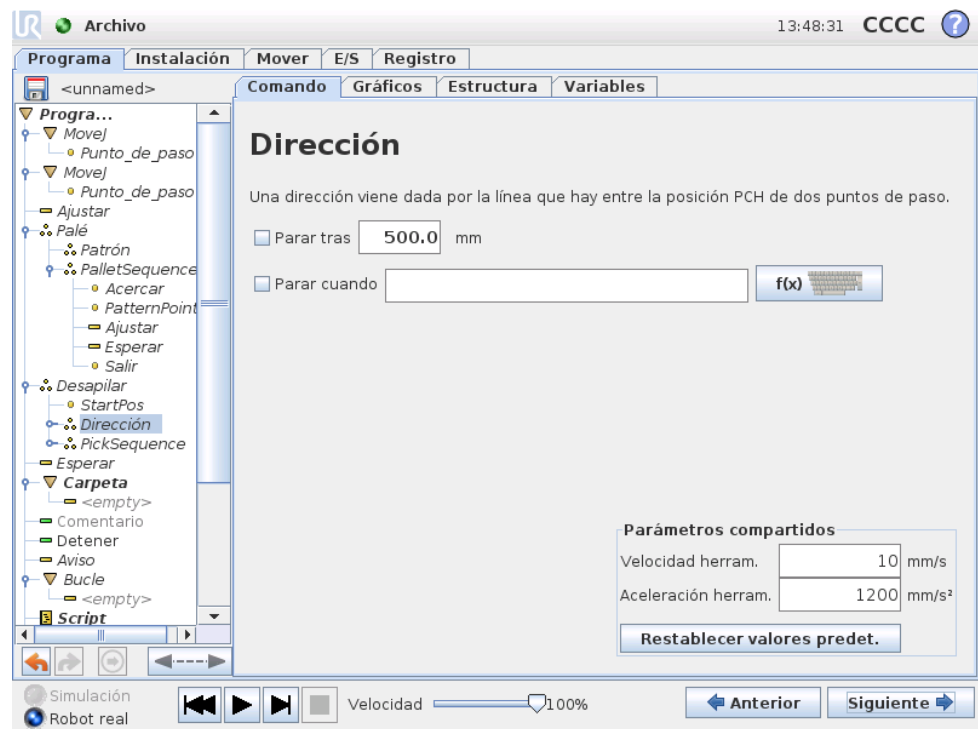 UR Archivo 13:48:31 CCCC ?
Programa Instalación Mover E/S Registro
<unnamed>
Comando Gráficos Estructura Variables
Progra...
MoveJ
Punto_de_paso
MoveJ
Punto_de_paso
Ajustar
Palé
Patrón
PalletSequence
Acercar
PatternPoint
Ajustar
Esperar
Salir
Desapilar
StartPos
Dirección
PickSequence
Esperar
Carpeta
<empty>
Comentario
Detener
Aviso
Bucle
<empty>
Script
Dirección
Una dirección viene dada por la línea que hay entre la posición PCH de dos puntos de paso.
Parar tras 500.0 mm
Parar cuando f(x)
Parámetros compartidos
Velocidad herram. 10 mm/s
Aceleración herram. 1200 mm/s²
Restablecer valores predet.
Simulación
Robot real
Velocidad 100%
Anterior Siguiente